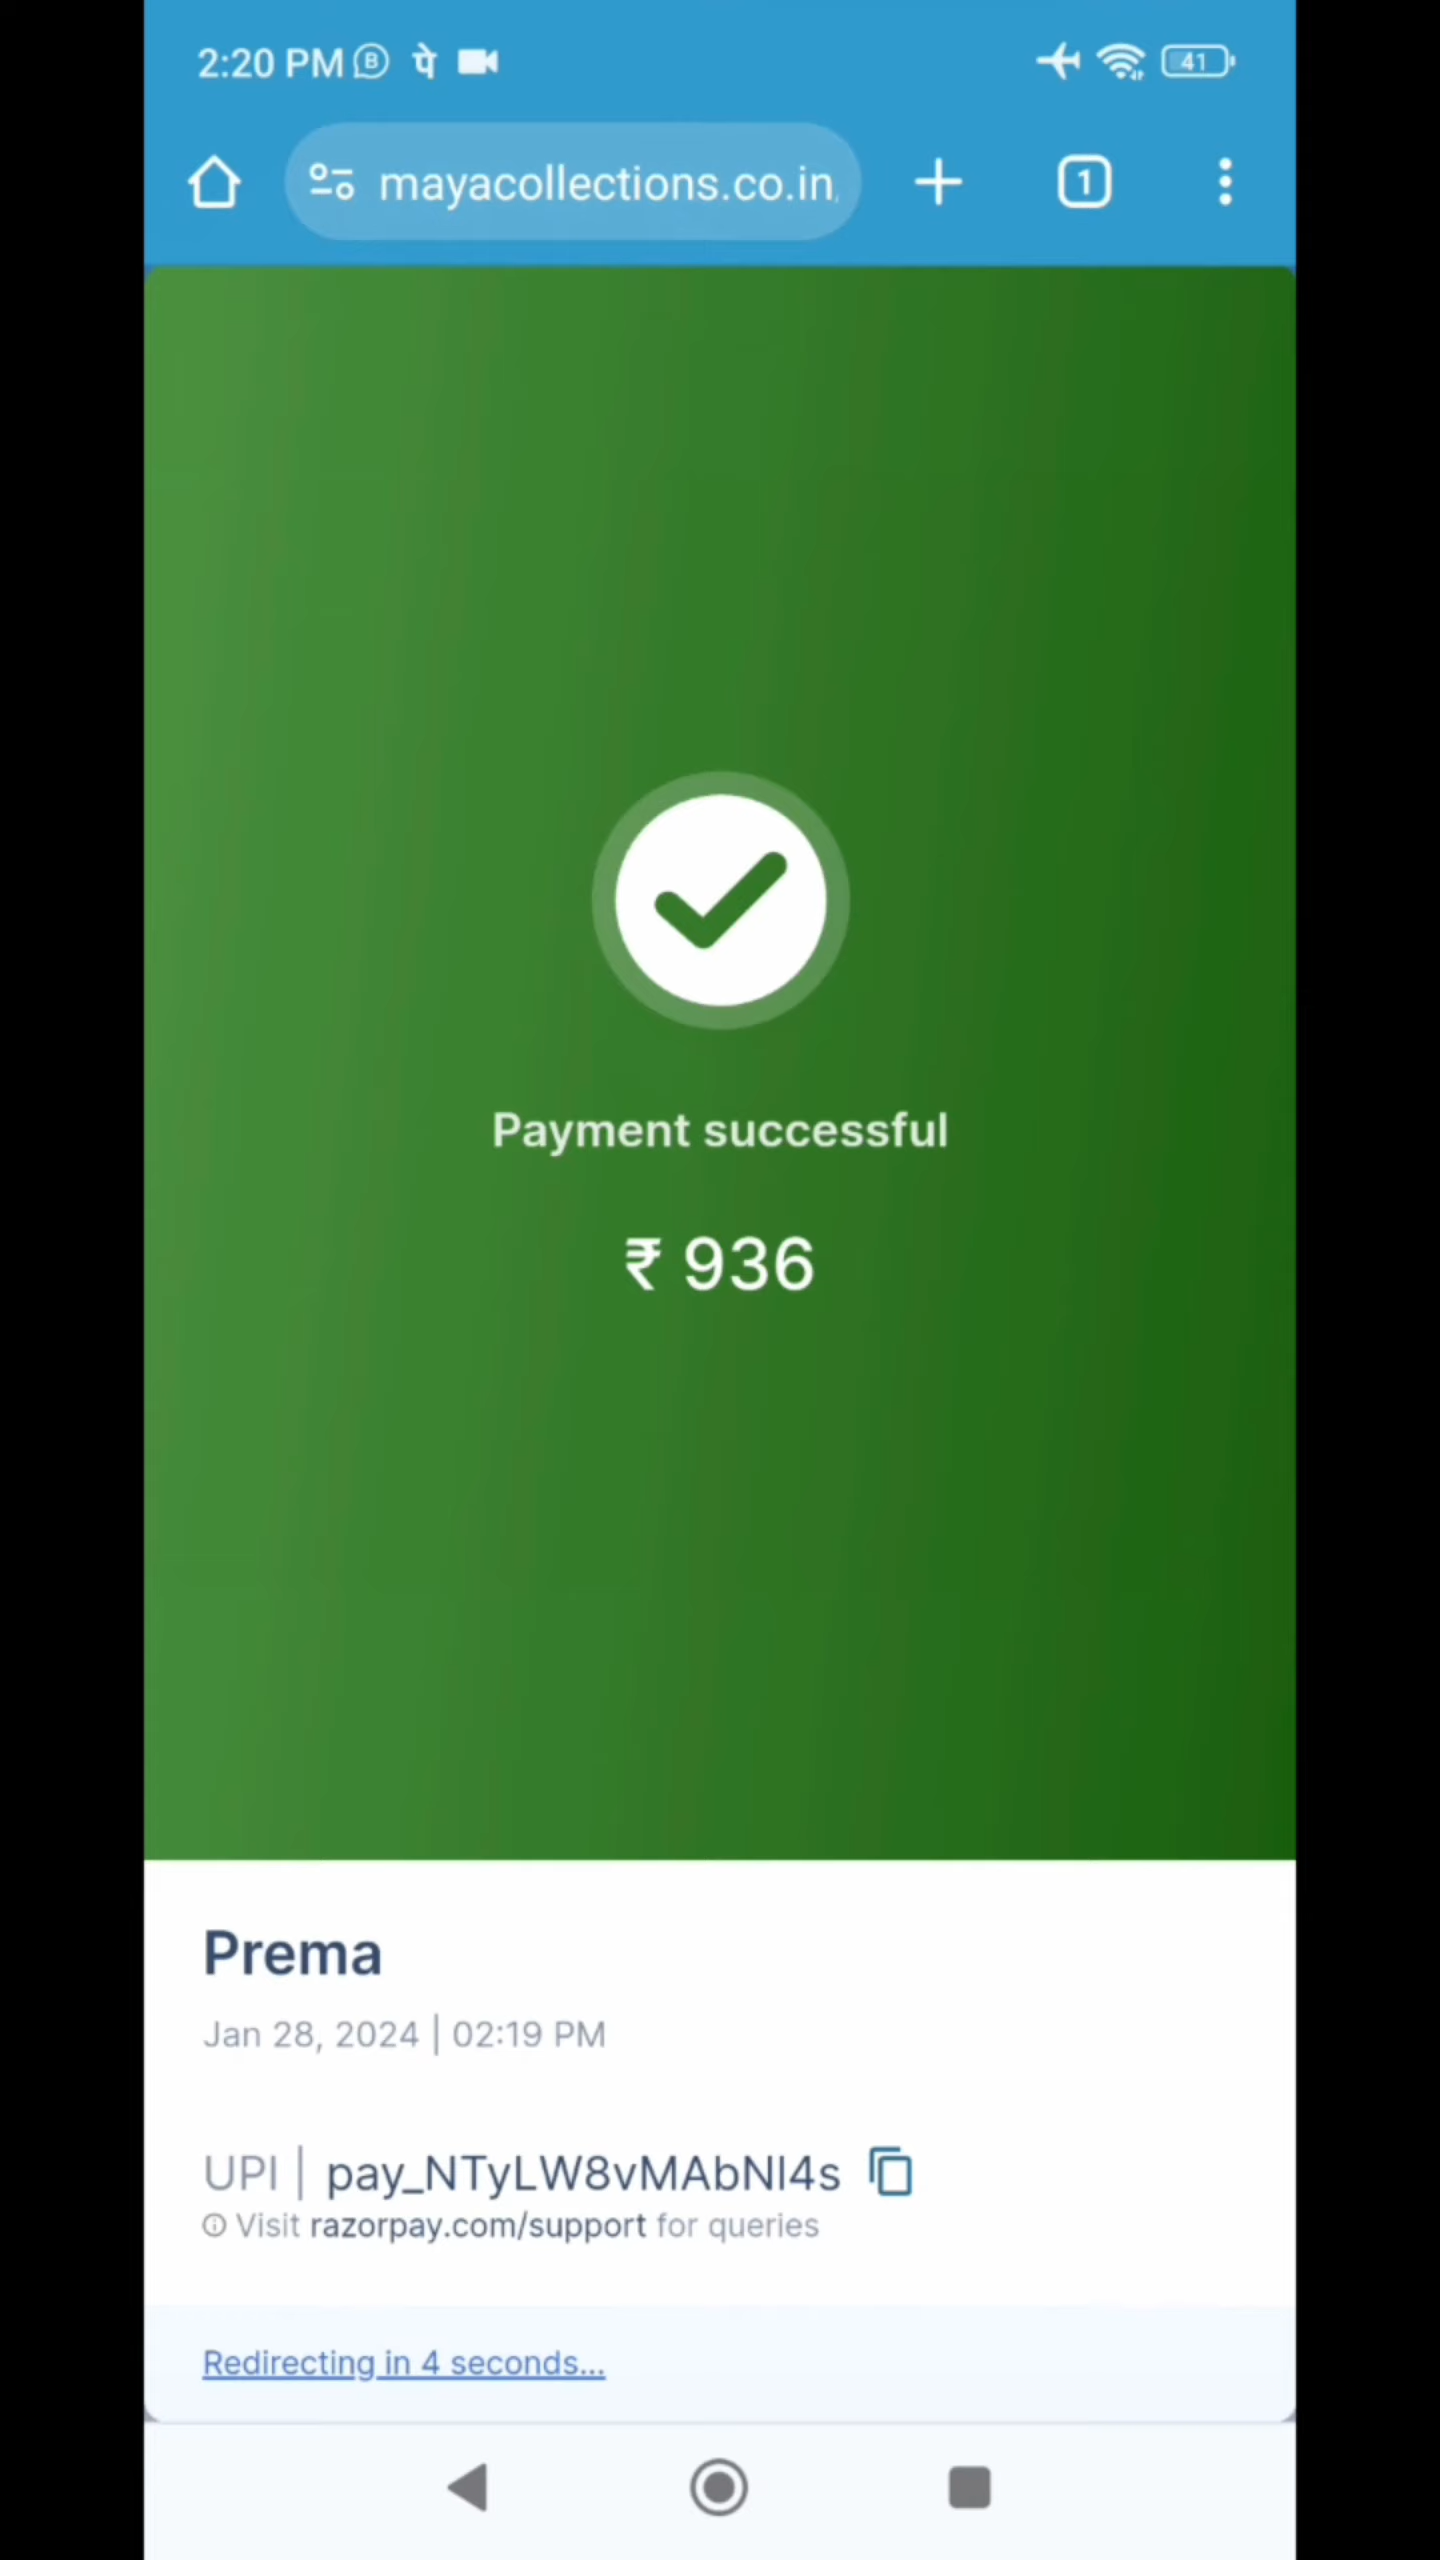 2:20 PM पे 41
mayacollections.co.in
1
Payment successful
₹ 936
Prema
Jan 28, 2024 | 02:19 PM
UPI | pay_NTyLW8vMAbNI4s
Visit razorpay.com/support for queries
Redirecting in 4 seconds...